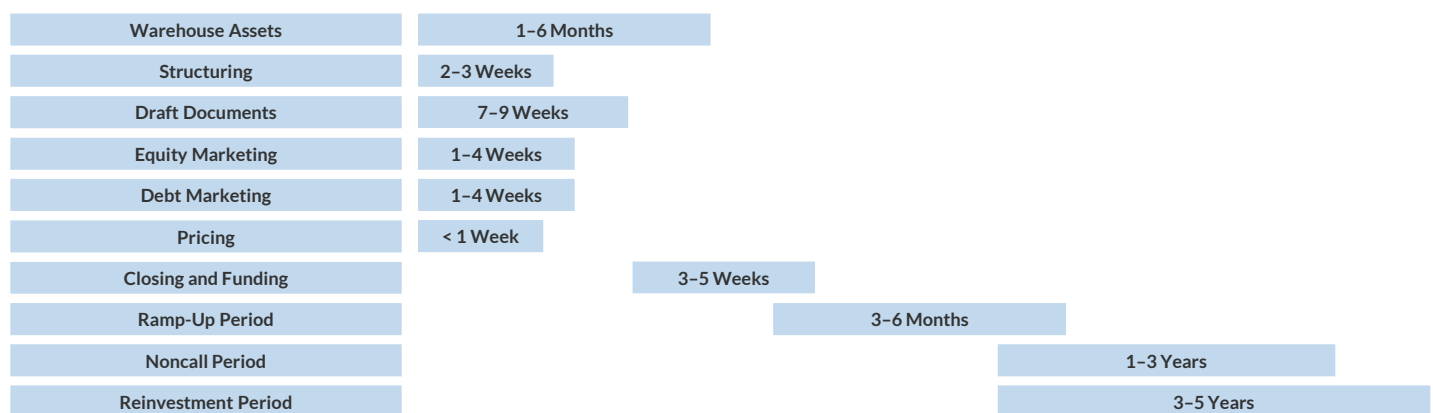 Warehouse Assets 1–6 Months
Structuring 2–3 Weeks
Draft Documents 7–9 Weeks
Equity Marketing 1–4 Weeks
Debt Marketing 1–4 Weeks
Pricing < 1 Week
Closing and Funding 3–5 Weeks
Ramp-Up Period 3–6 Months
Noncall Period 1–3 Years
Reinvestment Period 3–5 Years